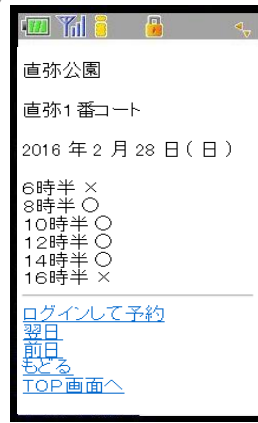 直弥公園
直弥1番コート
2016 年 2 月 28 日 ( 日 )
6時半 ×
8時半 〇
10時半 〇
12時半 〇
14時半 〇
16時半 ×
ログインして予約
翌日
前日
もどる
TOP画面へ